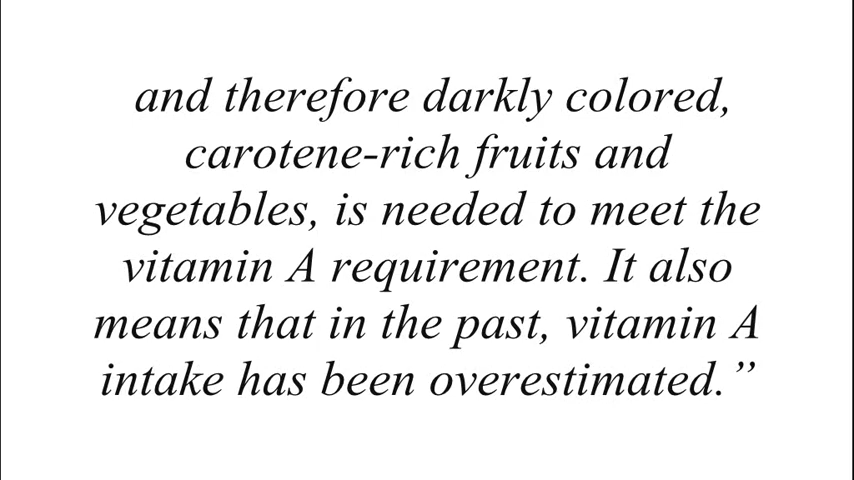 and therefore darkly colored,
carotene-rich fruits and
vegetables, is needed to meet the
vitamin A requirement. It also
means that in the past, vitamin A
intake has been overestimated.”